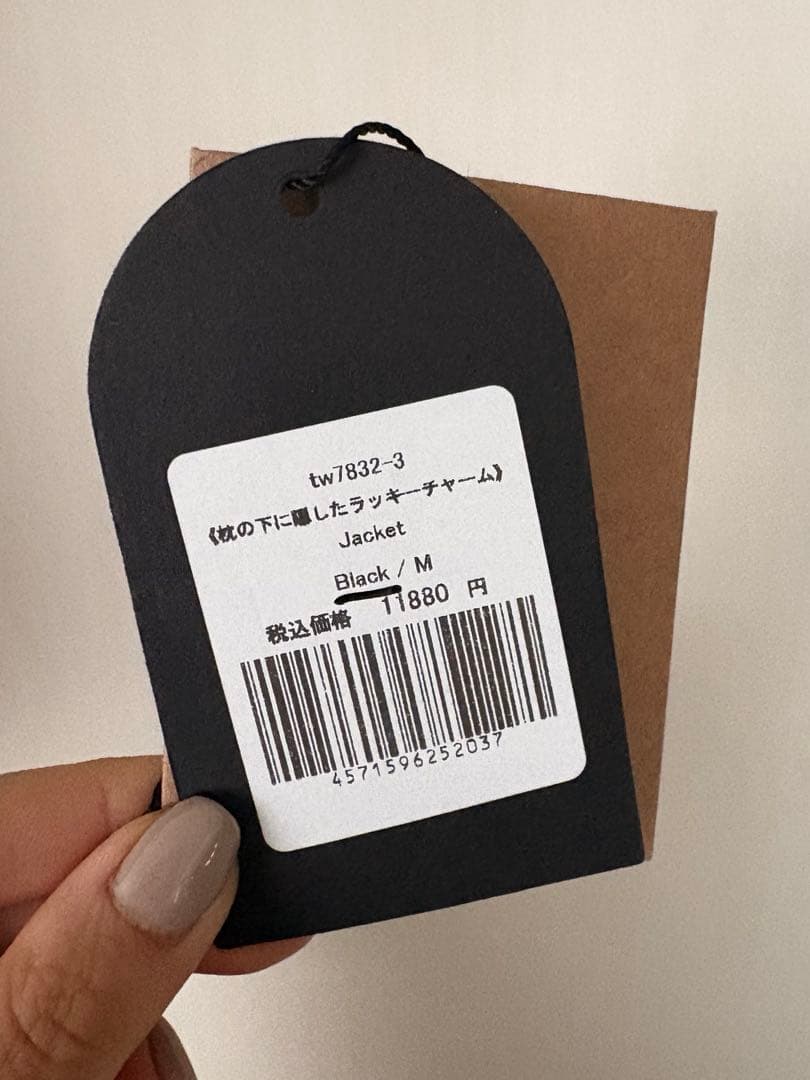 tw7832-3
《枕の下に隠したラッキーチャーム》
Jacket
Black / M
税込価格 11880 円
4571596252037